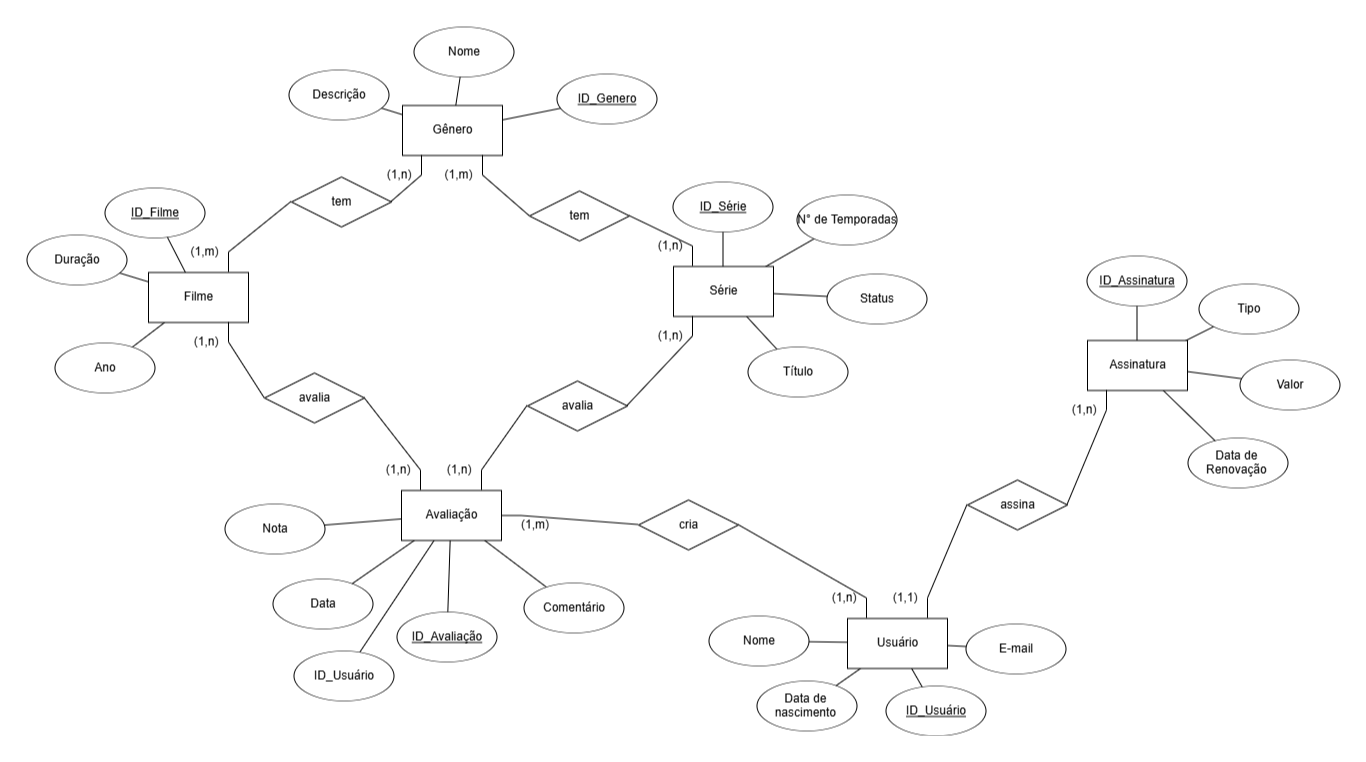 Nome
Descrição
ID_Genero
Gênero
(1,n)
(1,m)
tem
tem
ID_Filme
ID_Série
N° de Temporadas
(1,m)
(1,n)
Duração
Filme
Série
Status
ID_Assinatura
Tipo
Ano
(1,n)
(1,n)
Título
Assinatura
Valor
avalia
avalia
(1,n)
Data de
Renovação
(1,n)
(1,n)
Nota
Avaliação
(1,m)
cria
assina
Data
Comentário
ID_Avaliação
ID_Usuário
(1,n)
(1,1)
Nome
Usuário
E-mail
Data de
nascimento
ID_Usuário